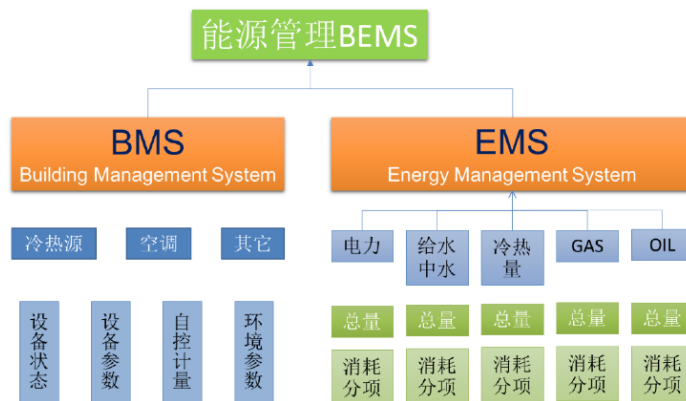 能源管理BEMS
BMS
Building Management System
EMS
Energy Management System
冷热源
空调
其它
电力
给水
中水
冷热
量
GAS
OIL
设备状态
设备参数
自控计量
环境参数
总量
总量
总量
总量
总量
消耗
分项
消耗
分项
消耗
分项
消耗
分项
消耗
分项